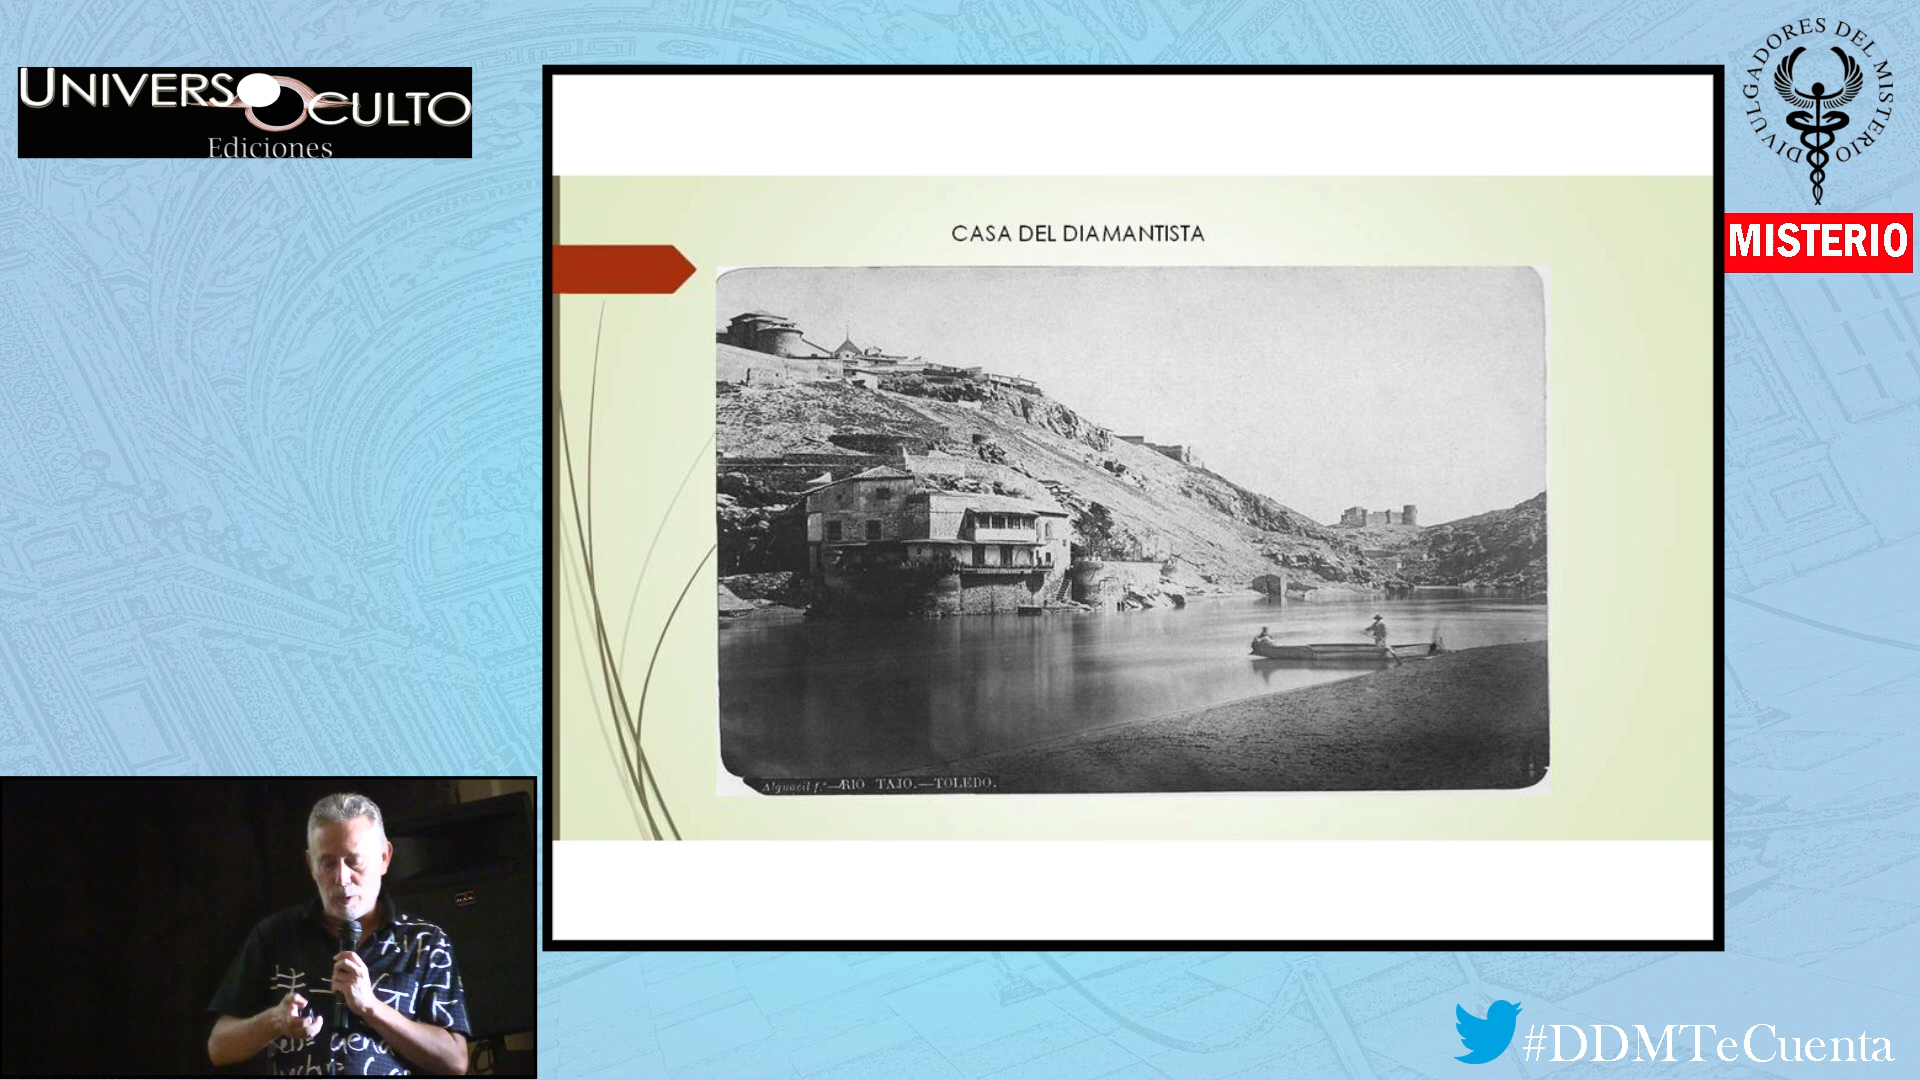 UNIVERSO OCULTO
Ediciones
CASA DEL DIAMANTISTA
Alguacil f.º—RIO TAJO.—TOLEDO.
DIVULGADORES DEL MISTERIO
MISTERIO
#DDMTeCuenta